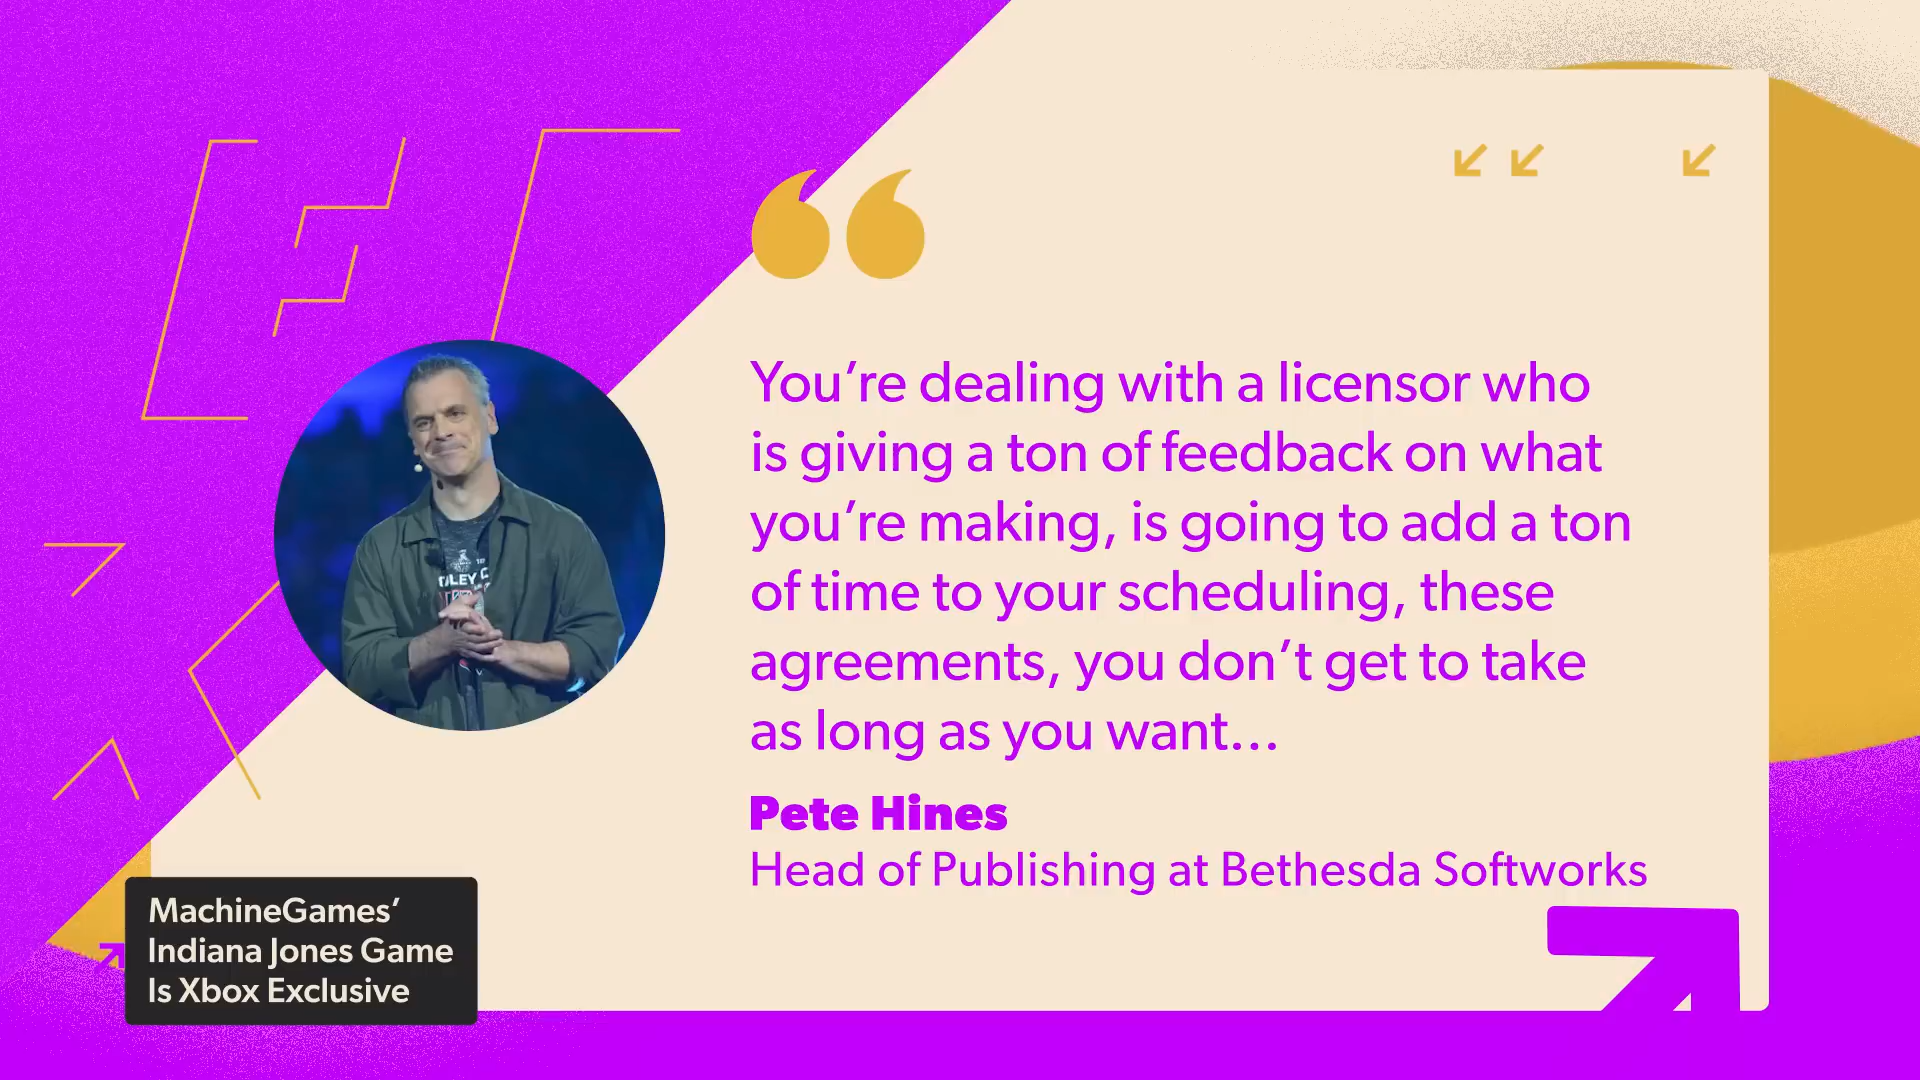 You’re dealing with a licensor who
is giving a ton of feedback on what
you’re making, is going to add a ton
of time to your scheduling, these
agreements, you don’t get to take
as long as you want...
Pete Hines
Head of Publishing at Bethesda Softworks
MachineGames’
Indiana Jones Game
Is Xbox Exclusive